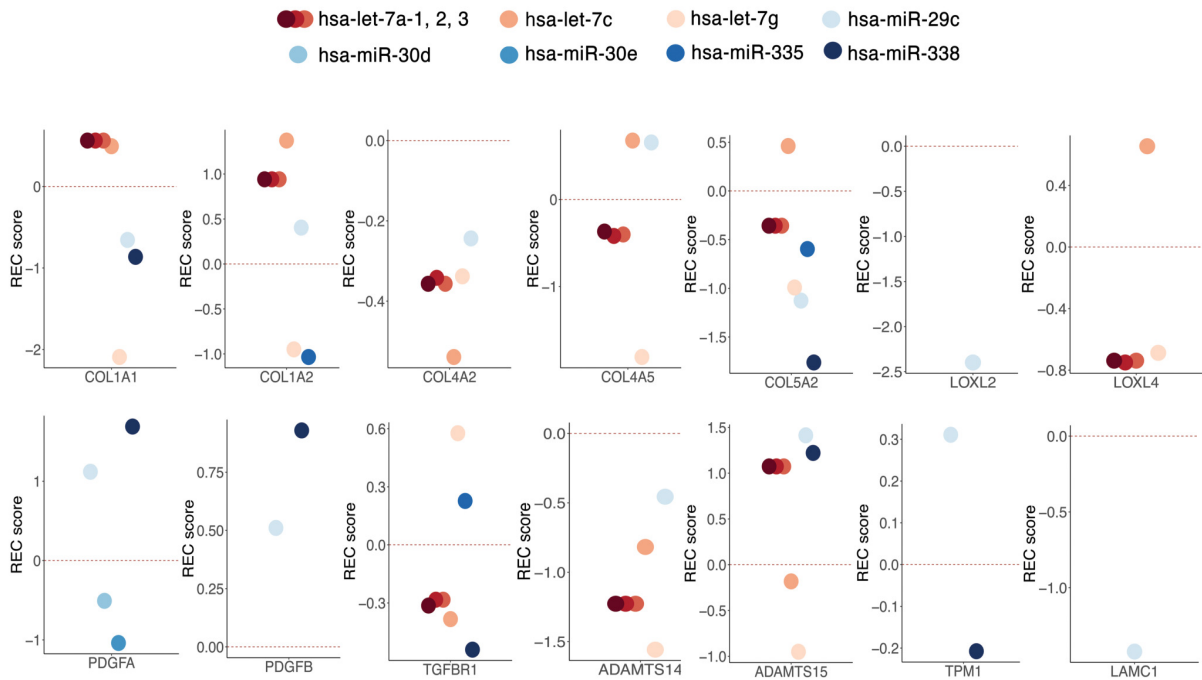 hsa-let-7a-1, 2, 3 hsa-let-7c hsa-let-7g hsa-miR-29c
hsa-miR-30d hsa-miR-30e hsa-miR-335 hsa-miR-338
REC score
0
−1
−2
COL1A1
REC score
1.0
0.5
0.0
−1.0
COL1A2
REC score
0.0
−0.2
−0.4
COL4A2
REC score
0
−1
COL4A5
REC score
0.5
0.0
−0.5
−1.0
−1.5
COL5A2
REC score
0.0
−0.5
−1.0
−1.5
−2.0
−2.5
LOXL2
REC score
0.4
0.0
−0.4
−0.8
LOXL4
REC score
1
0
−1
PDGFA
REC score
0.75
0.50
0.25
0.00
PDGFB
REC score
0.6
0.3
0.0
−0.3
TGFBR1
REC score
0.0
−0.5
−1.0
−1.5
ADAMTS14
REC score
1.5
1.0
0.5
0.0
−0.5
−1.0
ADAMTS15
REC score
0.3
0.2
0.1
0.0
−0.1
−0.2
TPM1
REC score
0.0
−0.5
−1.0
LAMC1